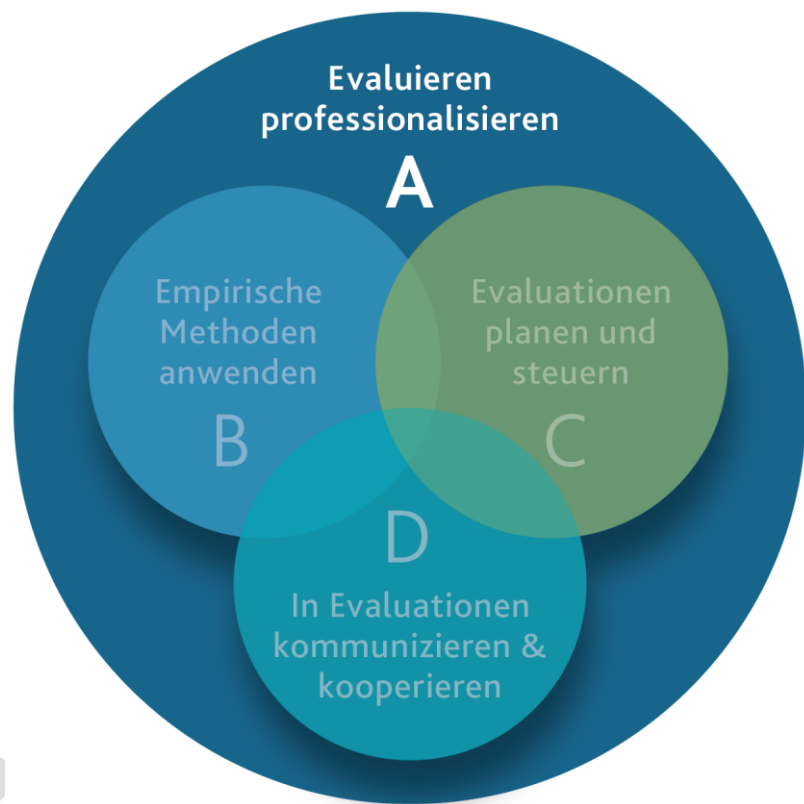 Evaluieren
professionalisieren
A
Empirische
Methoden
anwenden
B
Evaluationen
planen und
steuern
C
D
In Evaluationen
kommunizieren &
kooperieren